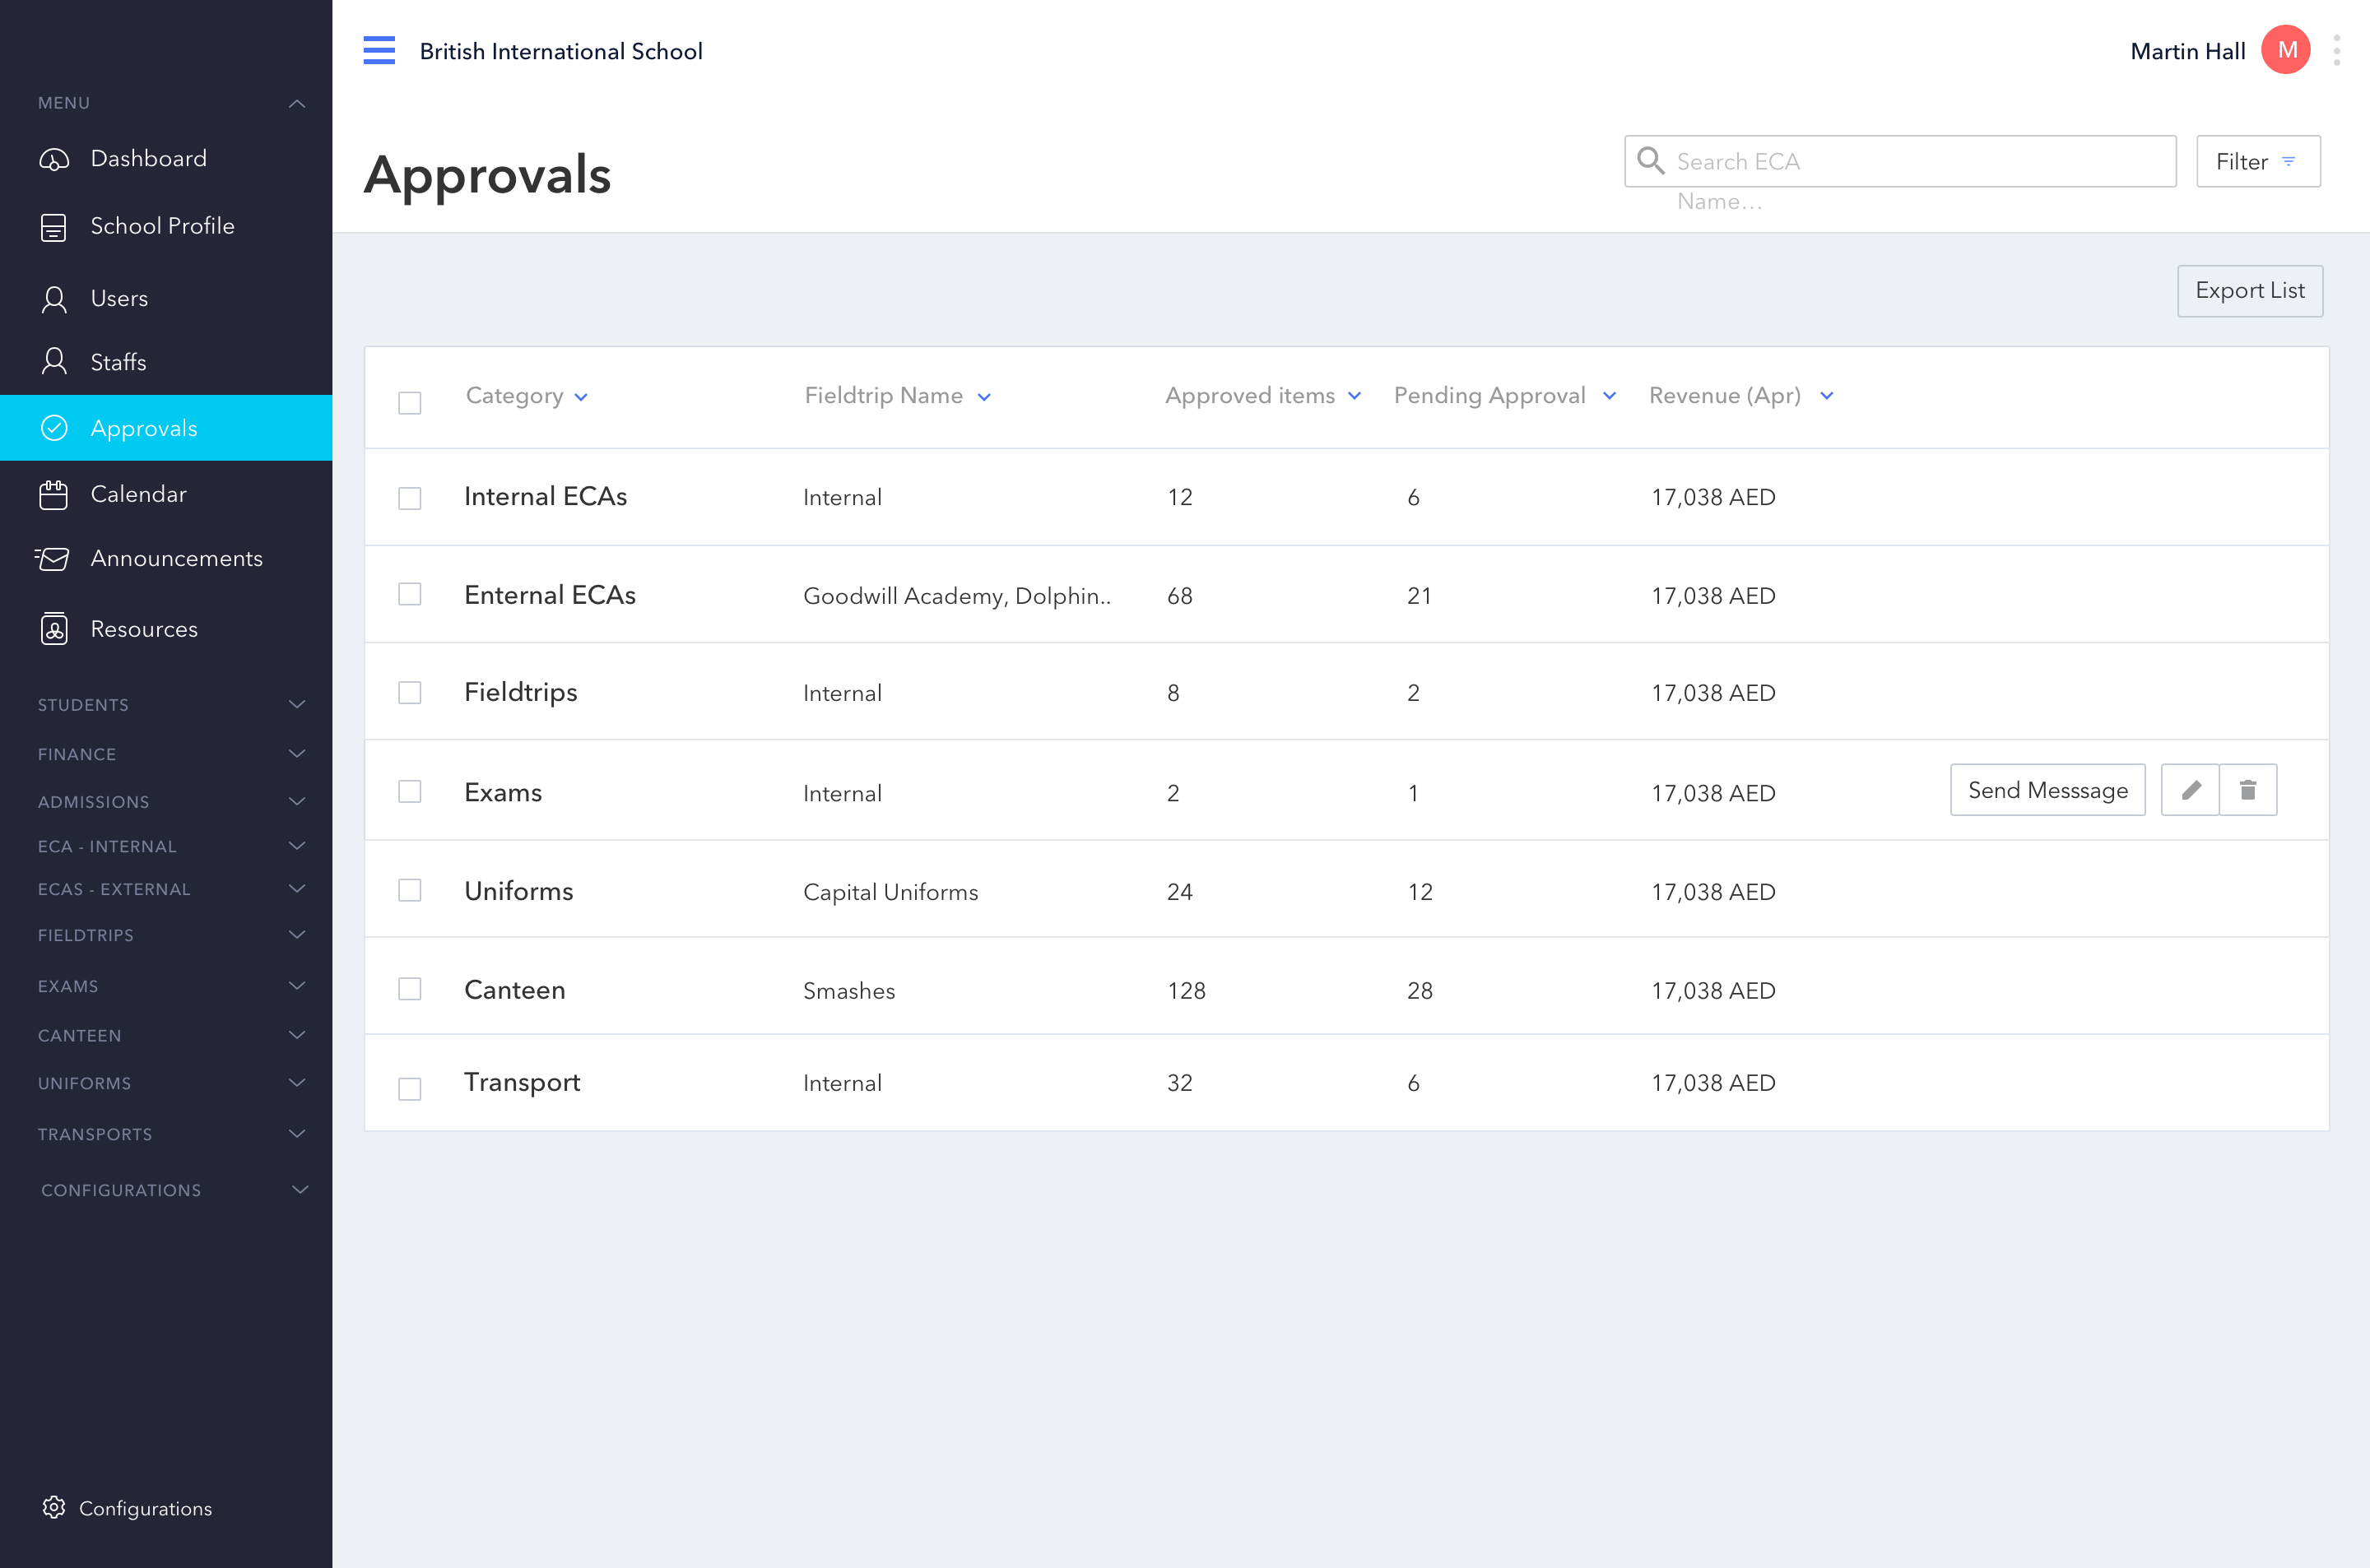 British International School
Martin Hall
M
MENU
Dashboard
School Profile
Users
Staffs
Approvals
Calendar
Announcements
Resources
STUDENTS
FINANCE
ADMISSIONS
ECA - INTERNAL
ECAS - EXTERNAL
FIELDTRIPS
EXAMS
CANTEEN
UNIFORMS
TRANSPORTS
CONFIGURATIONS
Configurations
Approvals
Search ECA
Name...
Filter
Export List
Category Fieldtrip Name Approved items Pending Approval Revenue (Apr)
Internal ECAs Internal 12 6 17,038 AED
Enternal ECAs Goodwill Academy, Dolphin.. 68 21 17,038 AED
Fieldtrips Internal 8 2 17,038 AED
Exams Internal 2 1 17,038 AED Send Messsage
Uniforms Capital Uniforms 24 12 17,038 AED
Canteen Smashes 128 28 17,038 AED
Transport Internal 32 6 17,038 AED